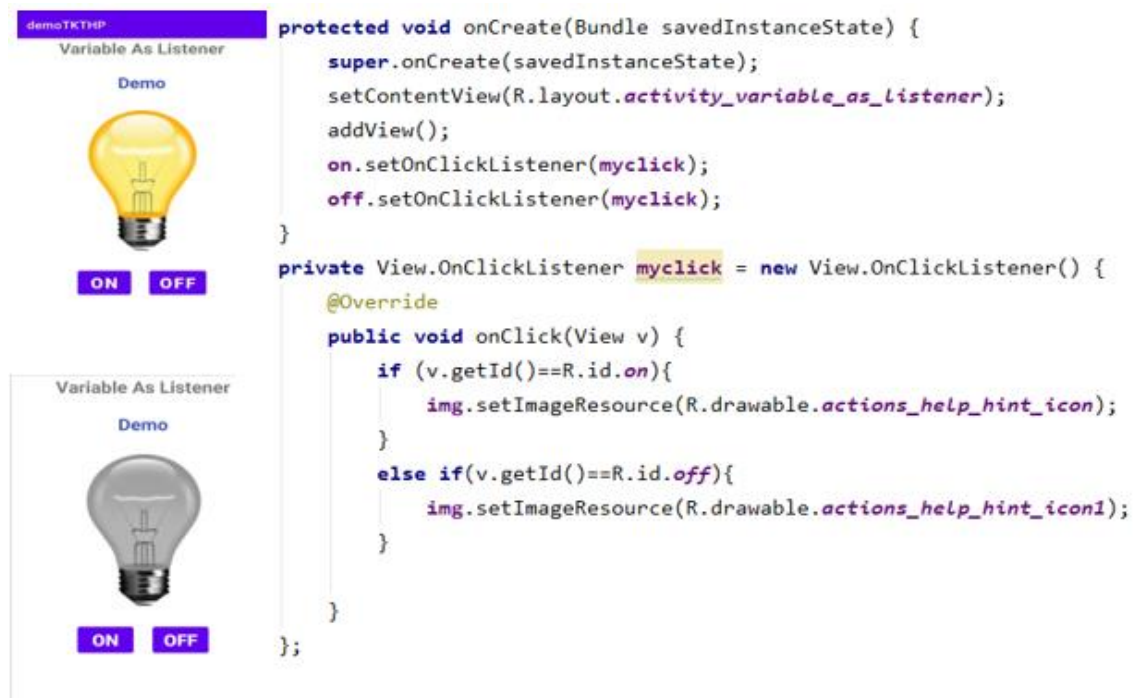 demoTKTHP
Variable As Listener
Demo
ON OFF
Variable As Listener
Demo
ON OFF
protected void onCreate(Bundle savedInstanceState) {
super.onCreate(savedInstanceState);
setContentView(R.layout.activity_variable_as_listener);
addView();
on.setOnClickListener(myclick);
off.setOnClickListener(myclick);
}
private View.OnClickListener myclick = new View.OnClickListener() {
@Override
public void onClick(View v) {
if (v.getId()==R.id.on){
img.setImageResource(R.drawable.actions_help_hint_icon);
}
else if(v.getId()==R.id.off){
img.setImageResource(R.drawable.actions_help_hint_icon1);
}
}
};